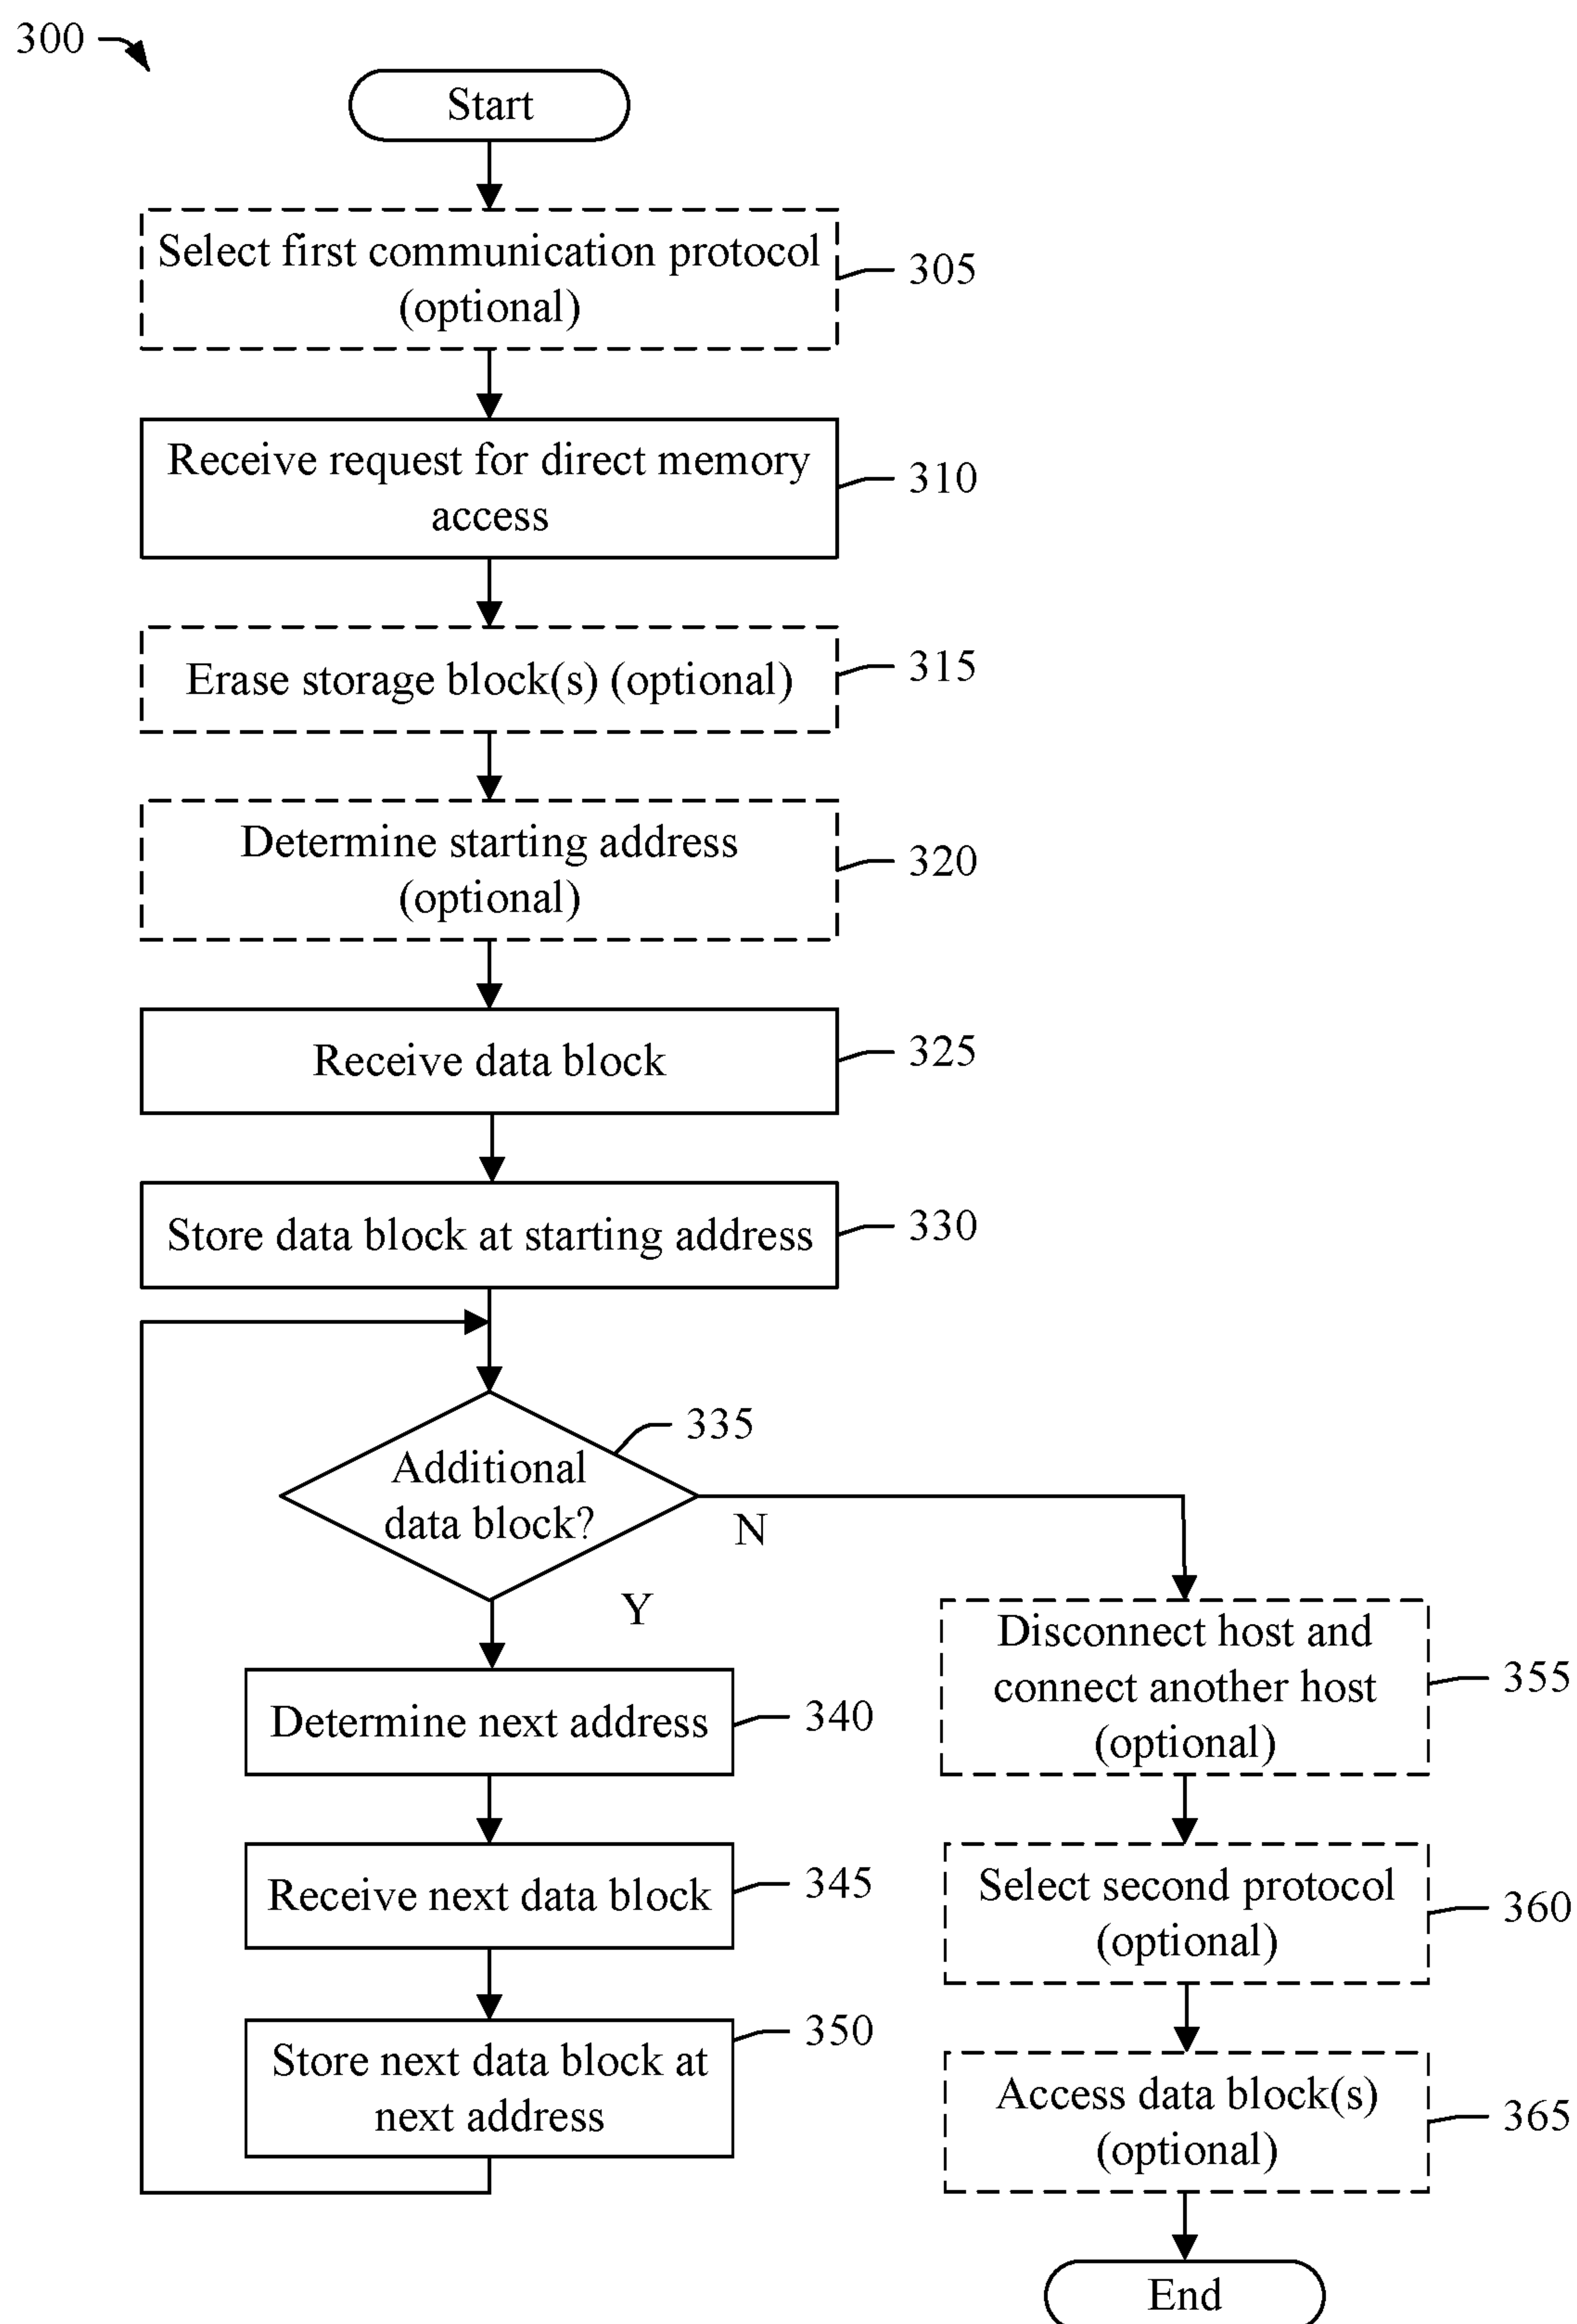 300
Start
Select first communication protocol
(optional)
305
Receive request for direct memory
access
310
Erase storage block(s) (optional)
315
Determine starting address
(optional)
320
Receive data block
325
Store data block at starting address
330
335
Additional
data block?
N
Y
Determine next address
340
Receive next data block
345
Store next data block at
next address
350
Disconnect host and
connect another host
(optional)
355
Select second protocol
(optional)
360
Access data block(s)
(optional)
365
End